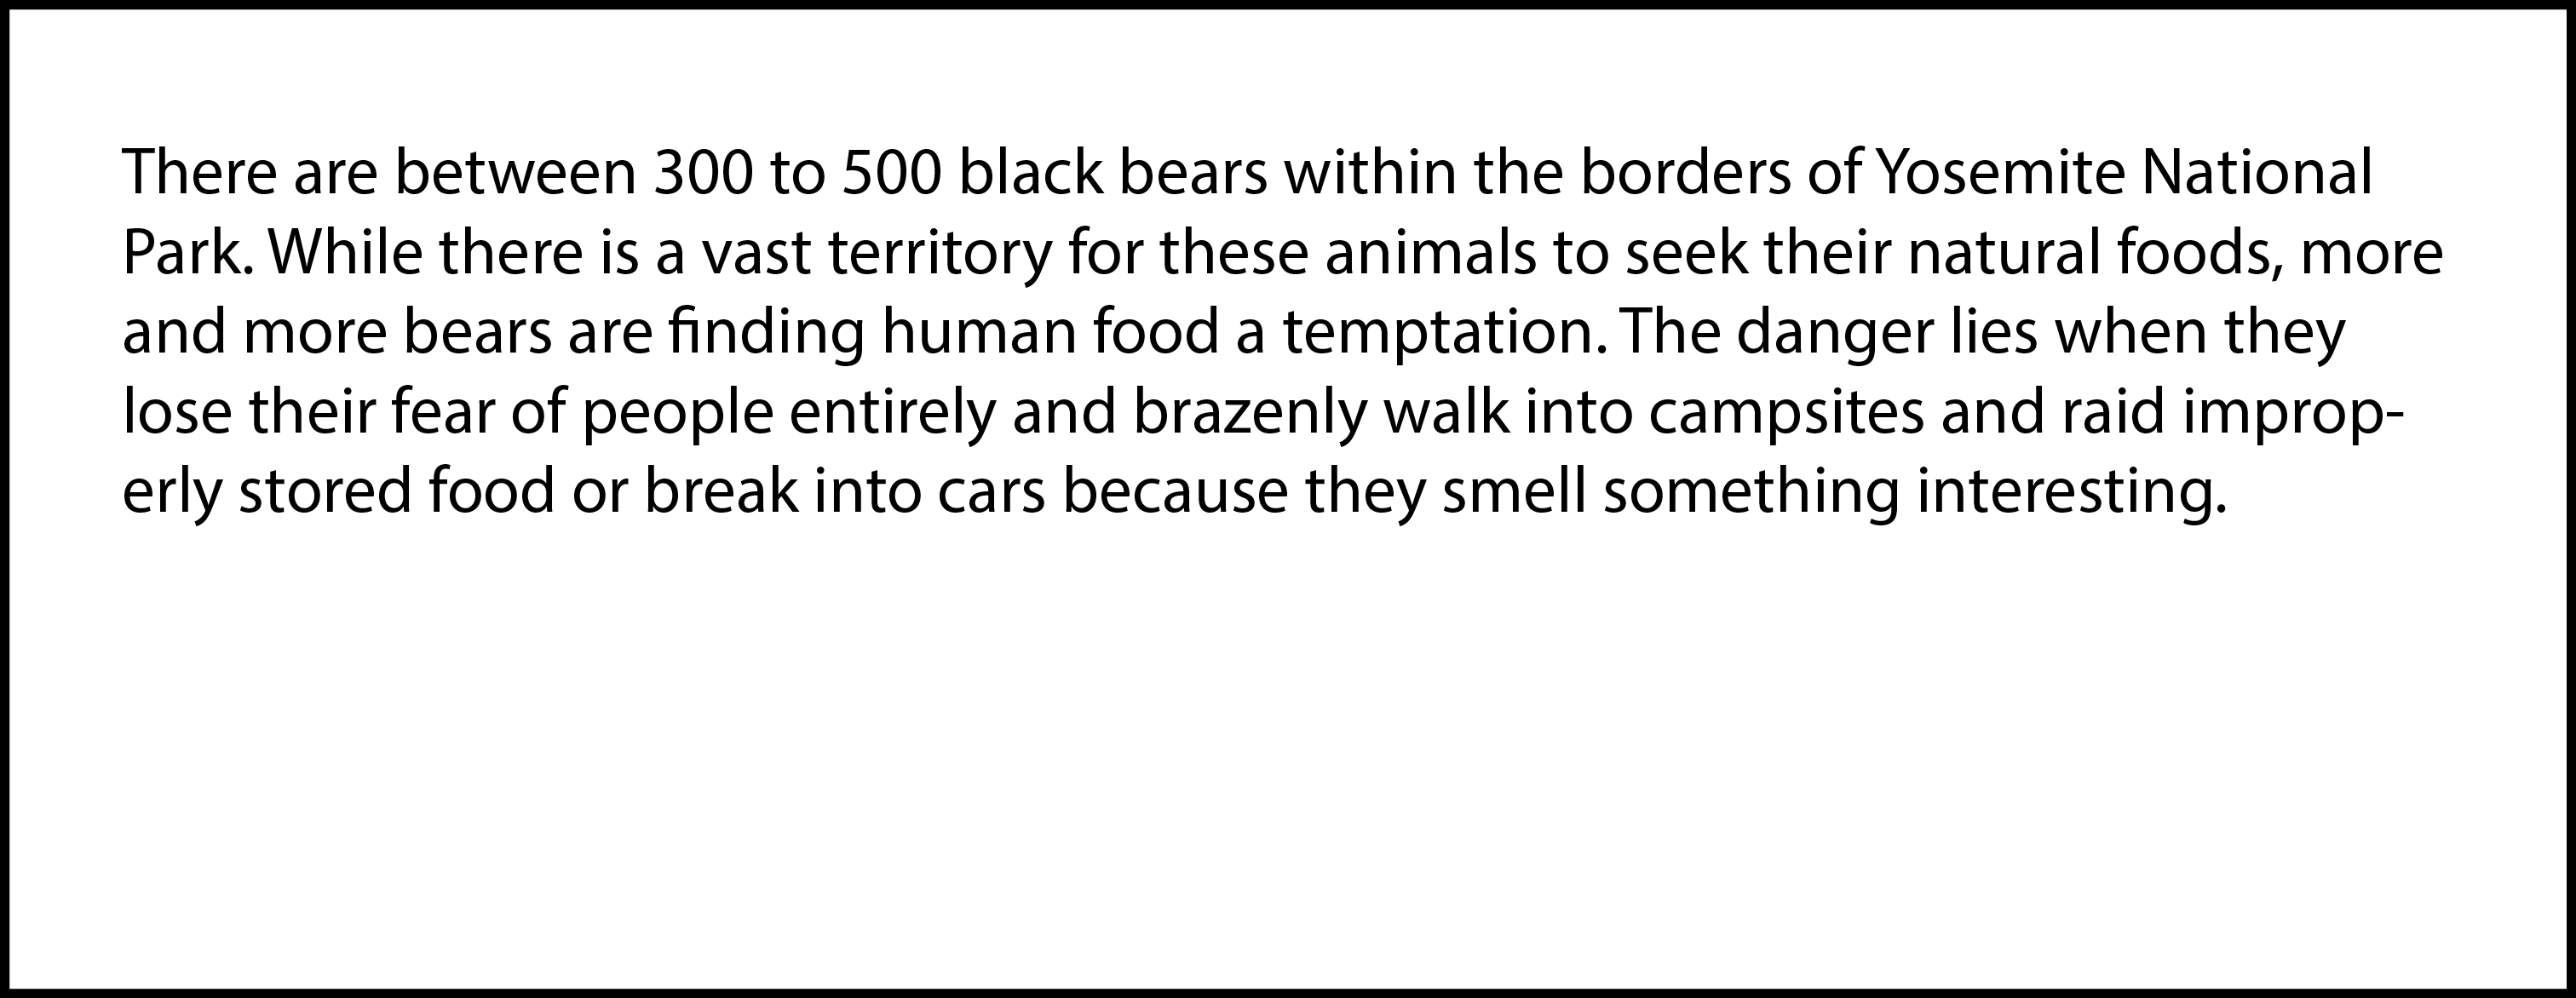 There are between 300 to 500 black bears within the borders of Yosemite National
Park. While there is a vast territory for these animals to seek their natural foods, more
and more bears are finding human food a temptation. The danger lies when they
lose their fear of people entirely and brazenly walk into campsites and raid improp-
erly stored food or break into cars because they smell something interesting.